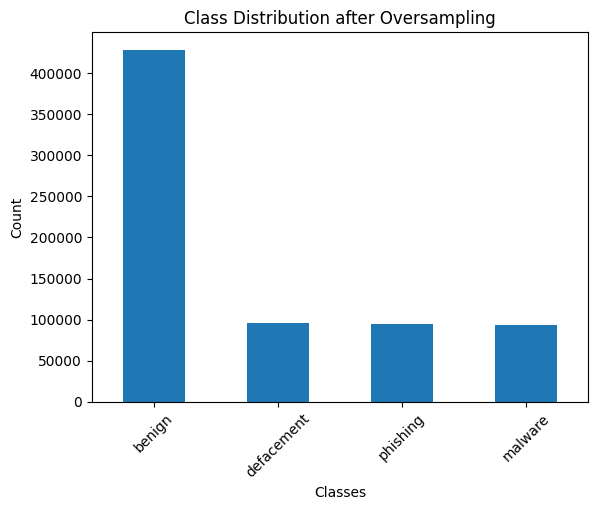 Class Distribution after Oversampling
400000
350000
300000
250000
200000
150000
100000
50000
0
Count
benign
defacement
phishing
malware
Classes